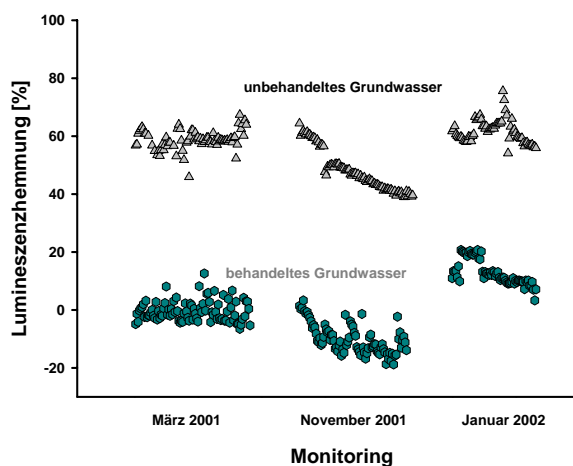 100
80
60
40
20
0
-20
Lumineszenzhemmung [%]
unbehandeltes Grundwasser
behandeltes Grundwasser
März 2001
November 2001
Januar 2002
Monitoring